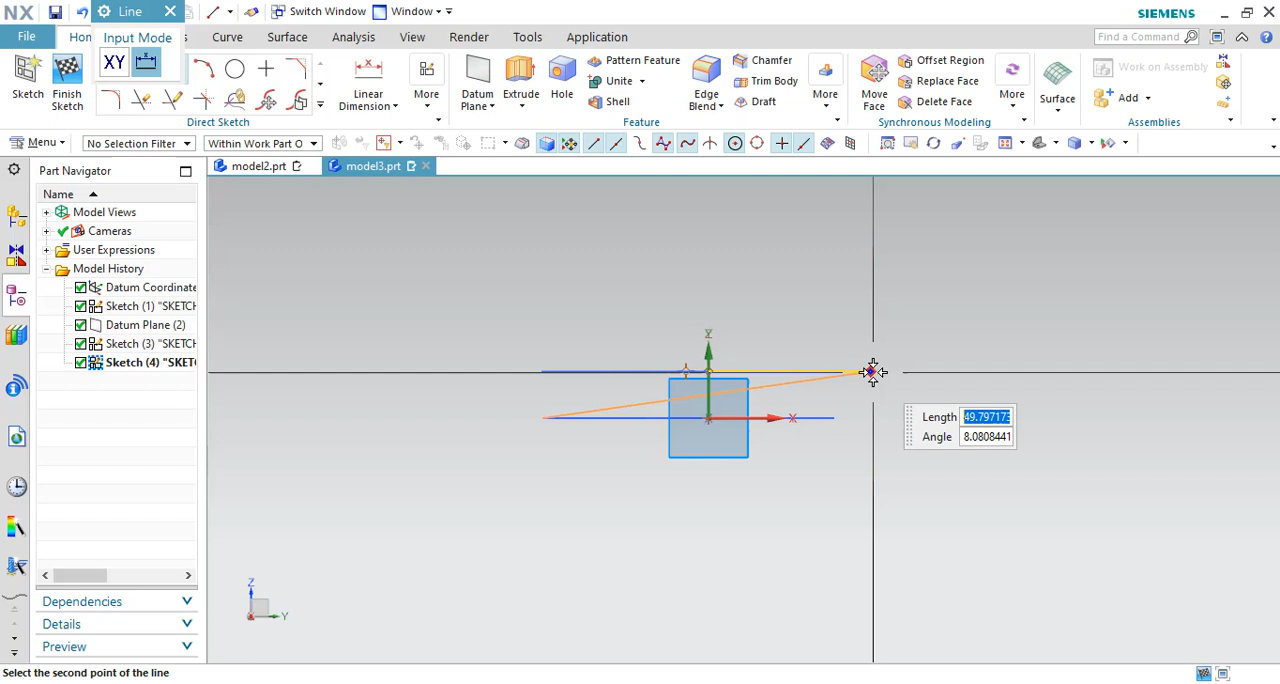 NX
Line
Switch Window
Window
SIEMENS
File
Hom
Curve
Surface
Analysis
View
Render
Tools
Application
Find a Command
Input Mode
XY
Sketch
Finish
Sketch
Linear
Dimension
More
Direct Sketch
Datum
Plane
Extrude
Hole
Pattern Feature
Unite
Shell
Edge
Blend
Chamfer
Trim Body
Draft
More
Feature
Move
Face
Offset Region
Replace Face
Delete Face
More
Synchronous Modeling
Surface
Work on Assembly
Add
Assemblies
Menu
No Selection Filter
Within Work Part O
Part Navigator
model2.prt
model3.prt
Name
Model Views
Cameras
User Expressions
Model History
Datum Coordinate
Sketch (1) "SKETCH
Datum Plane (2)
Sketch (3) "SKETCH
Sketch (4) "SKETC
Dependencies
Details
Preview
X
Length 49.797173
Angle 8.0808441
Z
Y
Select the second point of the line